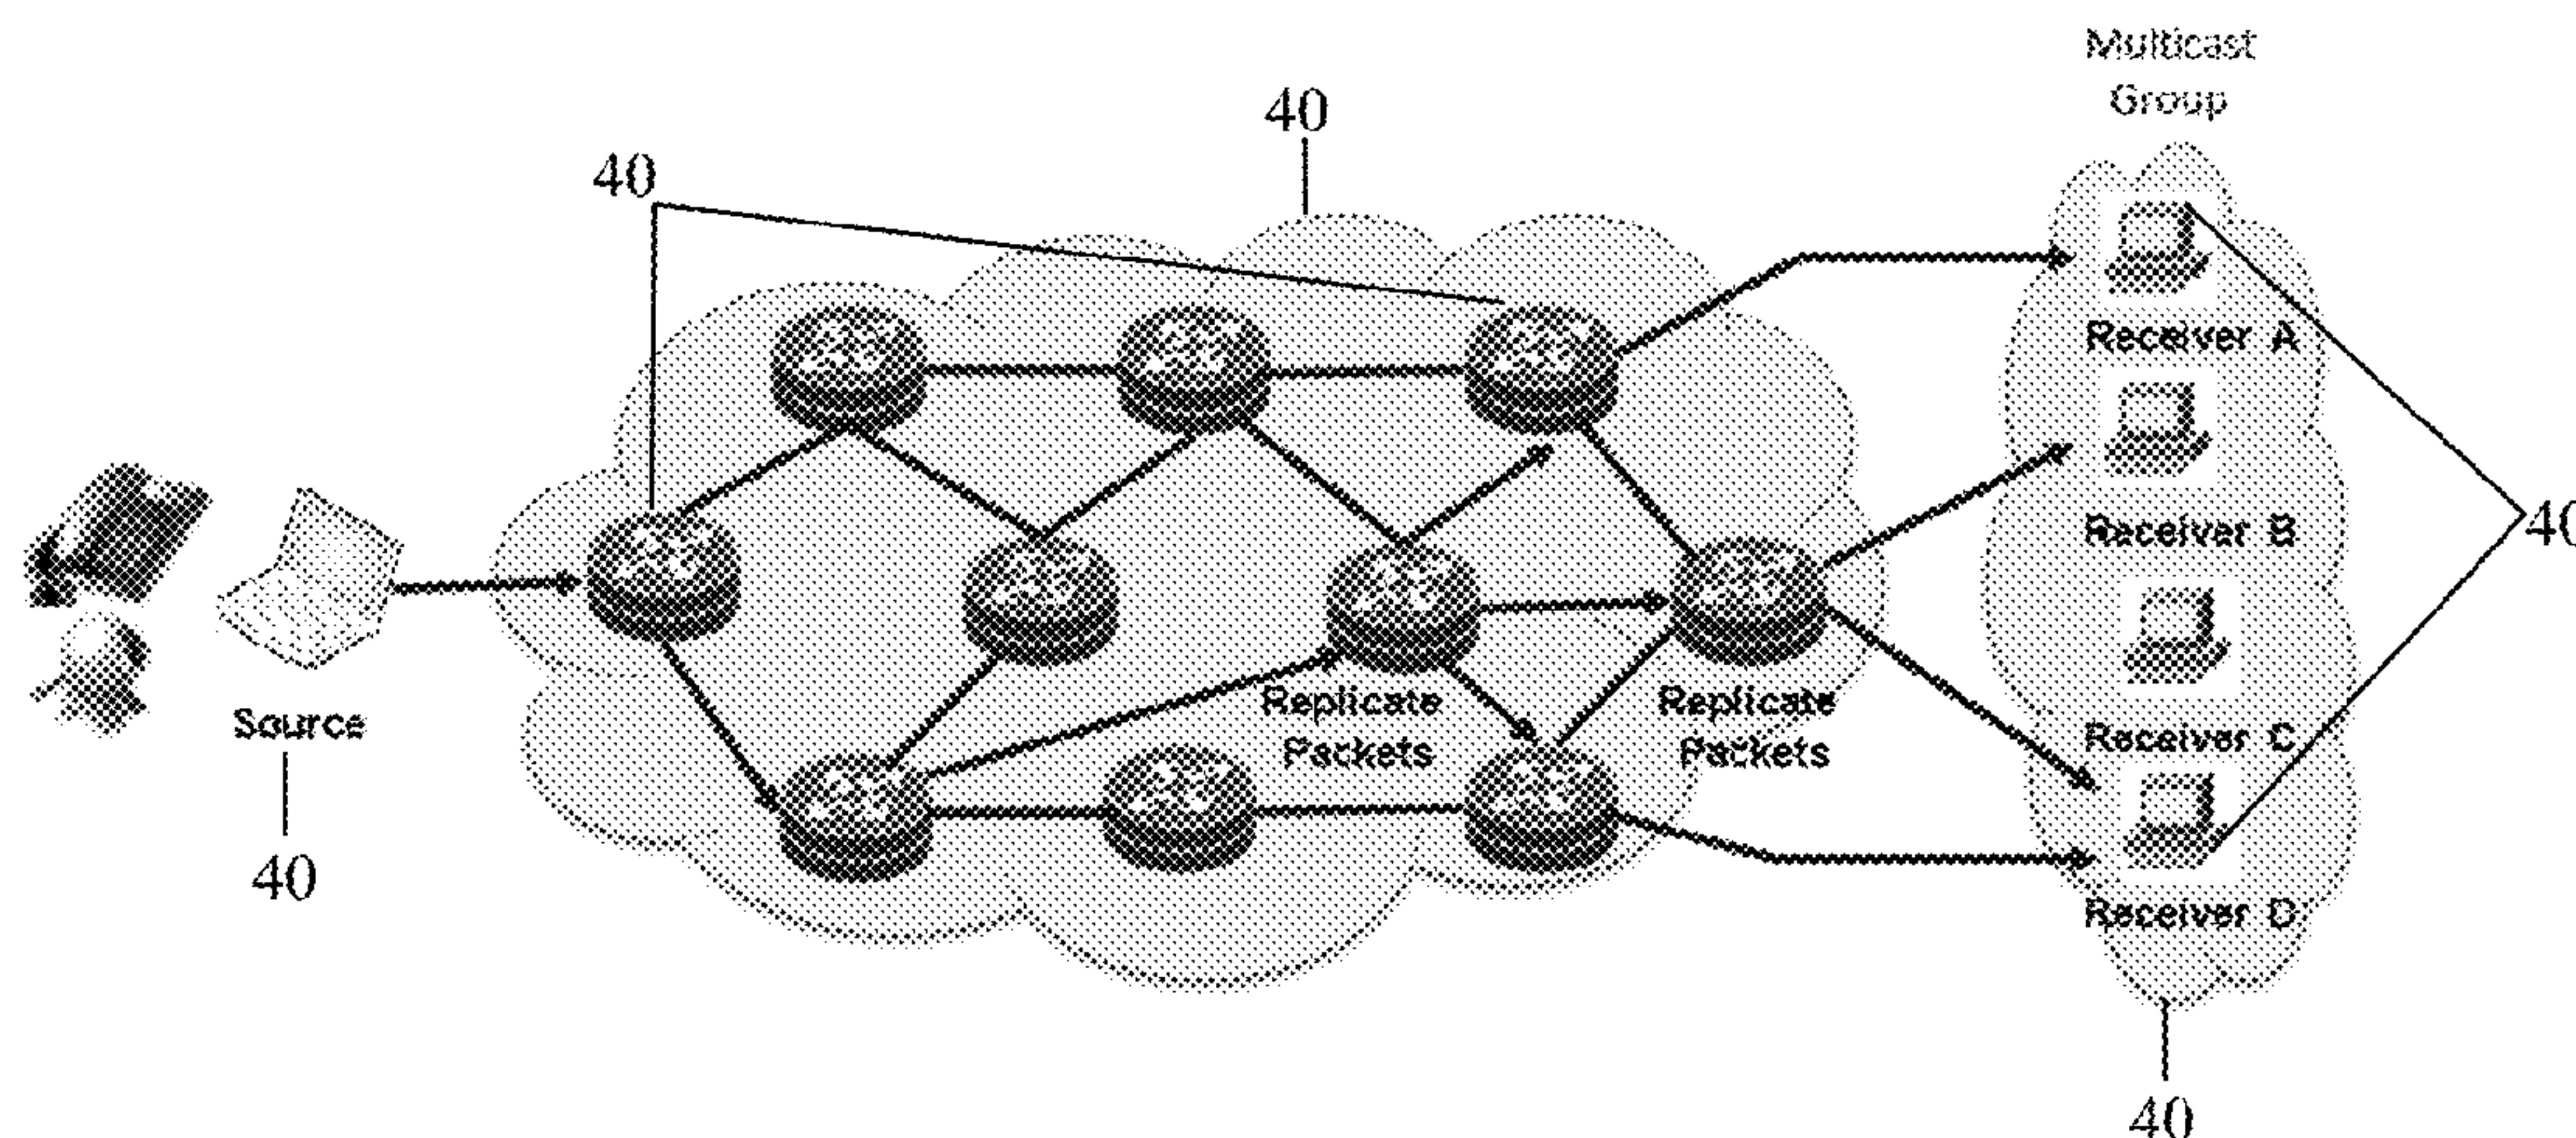 Multicast
Group
40
40
Receiver A
Receiver B
40
Replicate
Packets
Replicate
Packets
Source
Receiver C
40
Receiver D
40